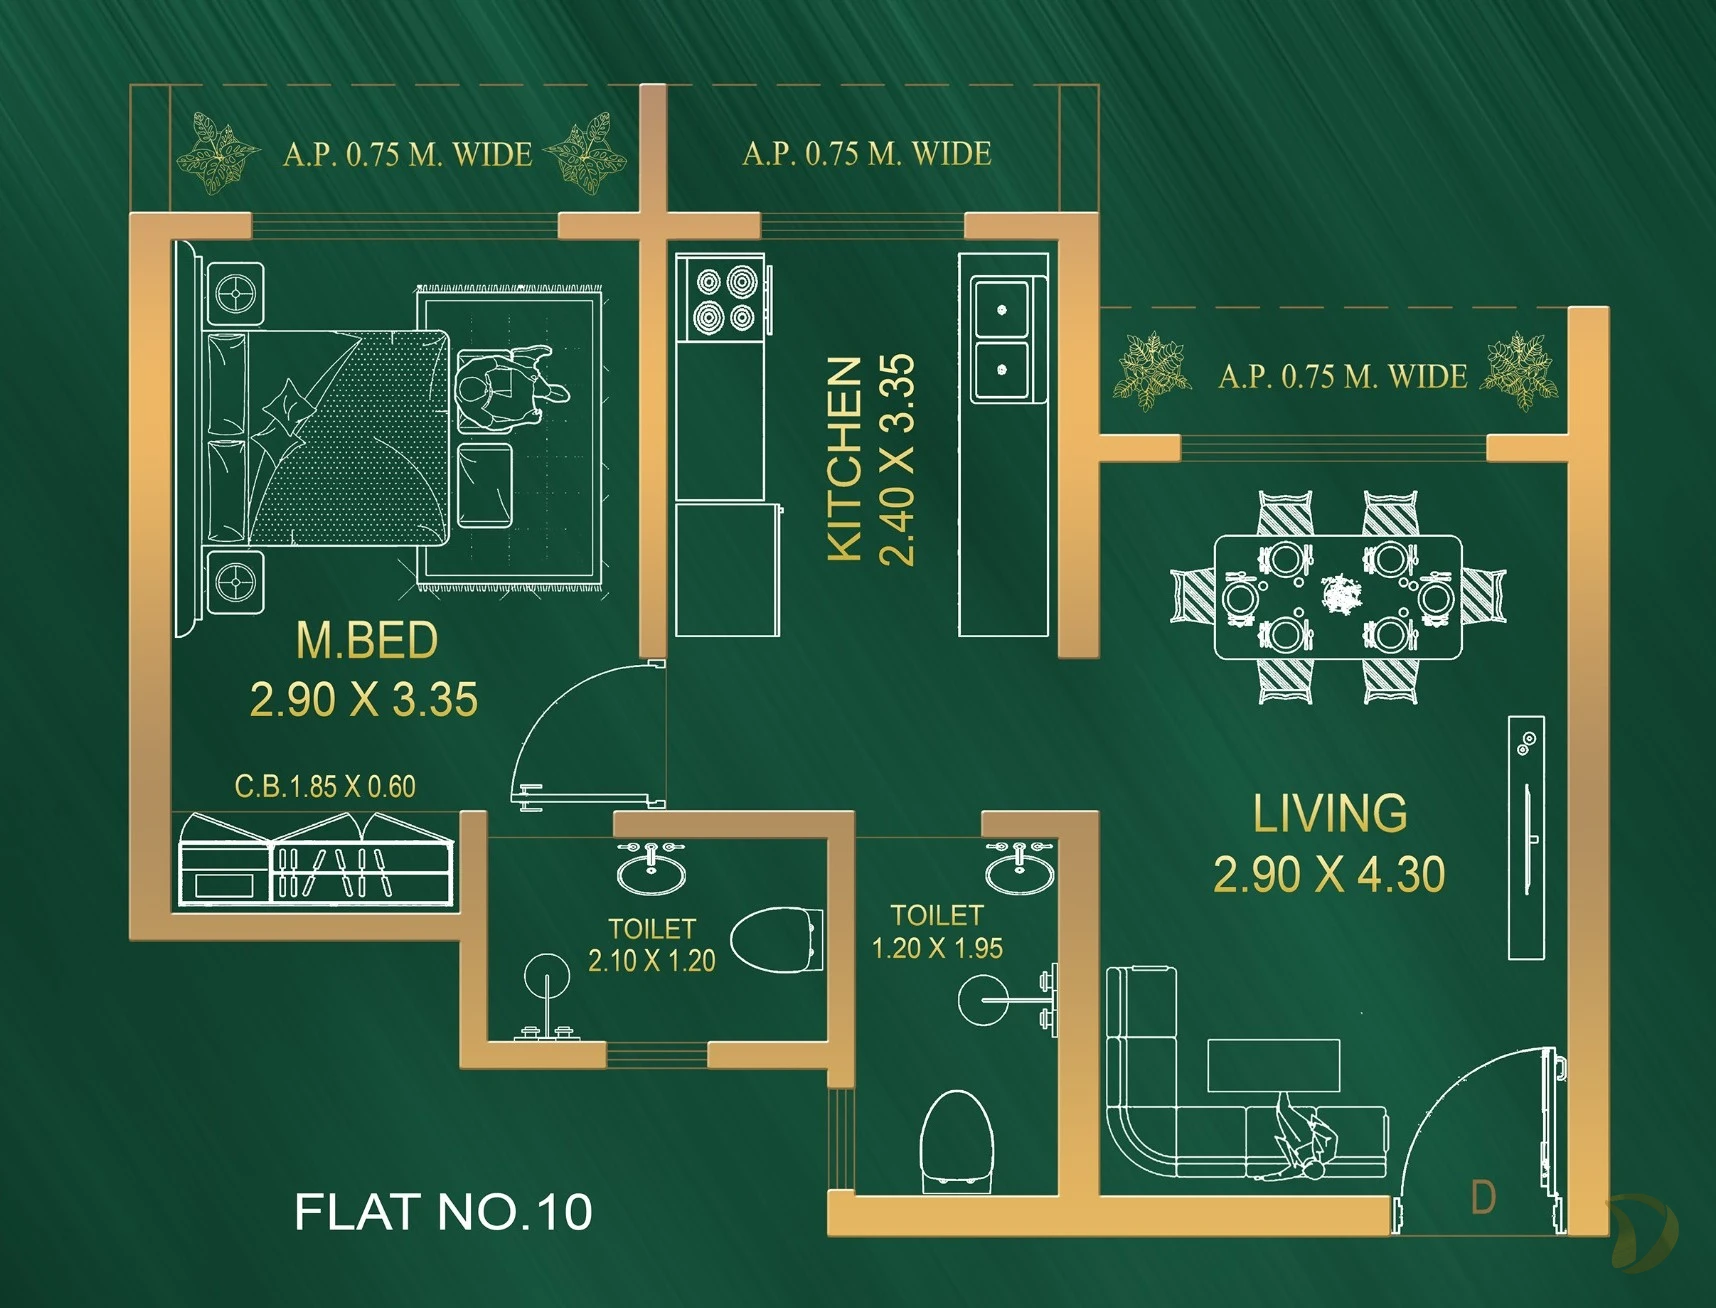 A.P. 0.75 M. WIDE
A.P. 0.75 M. WIDE
A.P. 0.75 M. WIDE
KITCHEN
2.40 X 3.35
M.BED
2.90 X 3.35
C.B.1.85 X 0.60
LIVING
2.90 X 4.30
TOILET
2.10 X 1.20
TOILET
1.20 X 1.95
D
FLAT NO.10